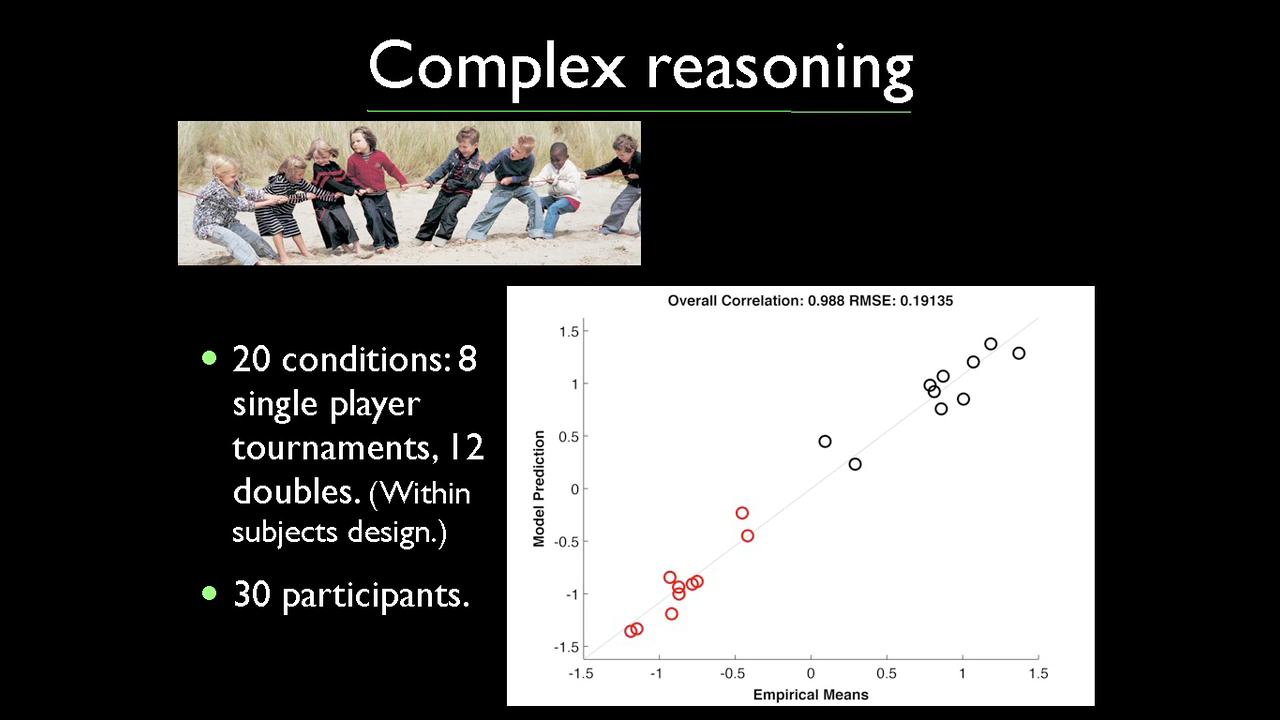 Complex reasoning
• 20 conditions: 8
single player
tournaments, 12
doubles. (Within
subjects design.)
• 30 participants.
Overall Correlation: 0.988 RMSE: 0.19135
Model Prediction
1.5
1
0.5
0
-0.5
-1
-1.5
-1.5 -1 -0.5 0 0.5 1 1.5
Empirical Means